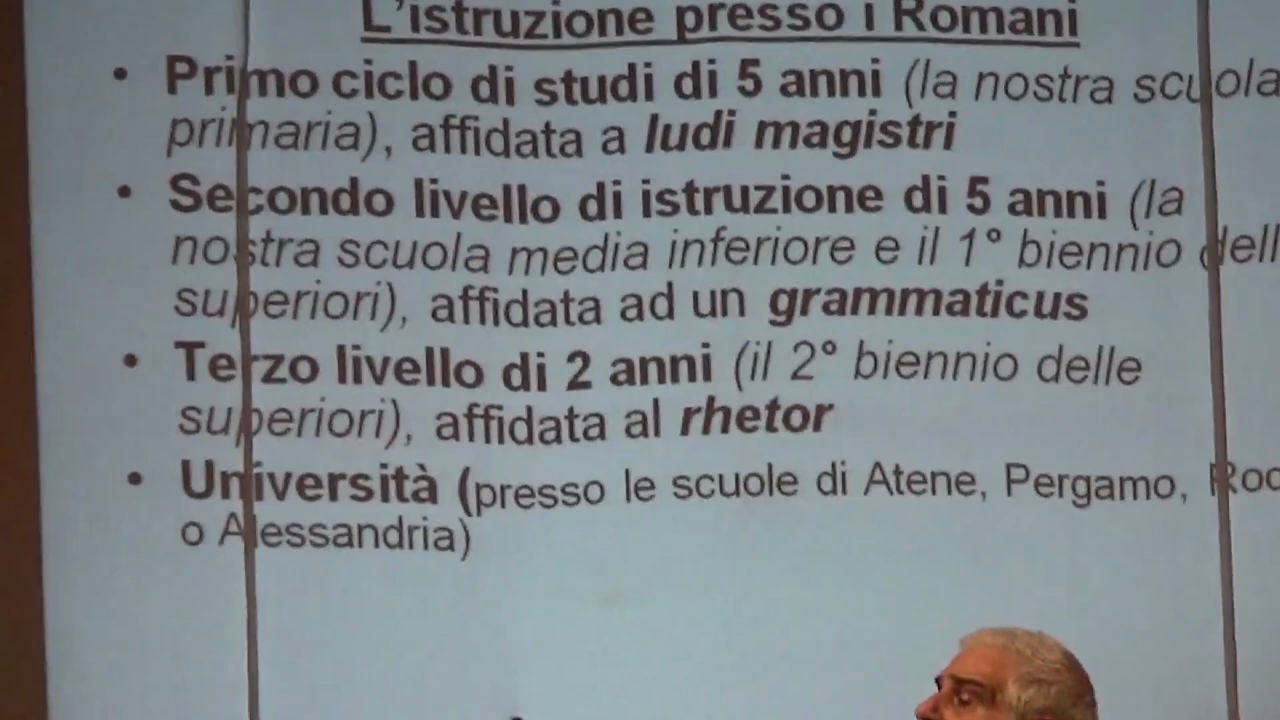 L'istruzione presso i Romani
• Primo ciclo di studi di 5 anni (la nostra scuola
primaria), affidata a ludi magistri
• Secondo livello di istruzione di 5 anni (la
nostra scuola media inferiore e il 1° biennio dell
superiori), affidata ad un grammaticus
• Terzo livello di 2 anni (il 2° biennio delle
superiori), affidata al rhetor
• Università (presso le scuole di Atene, Pergamo, Rod
o Alessandria)